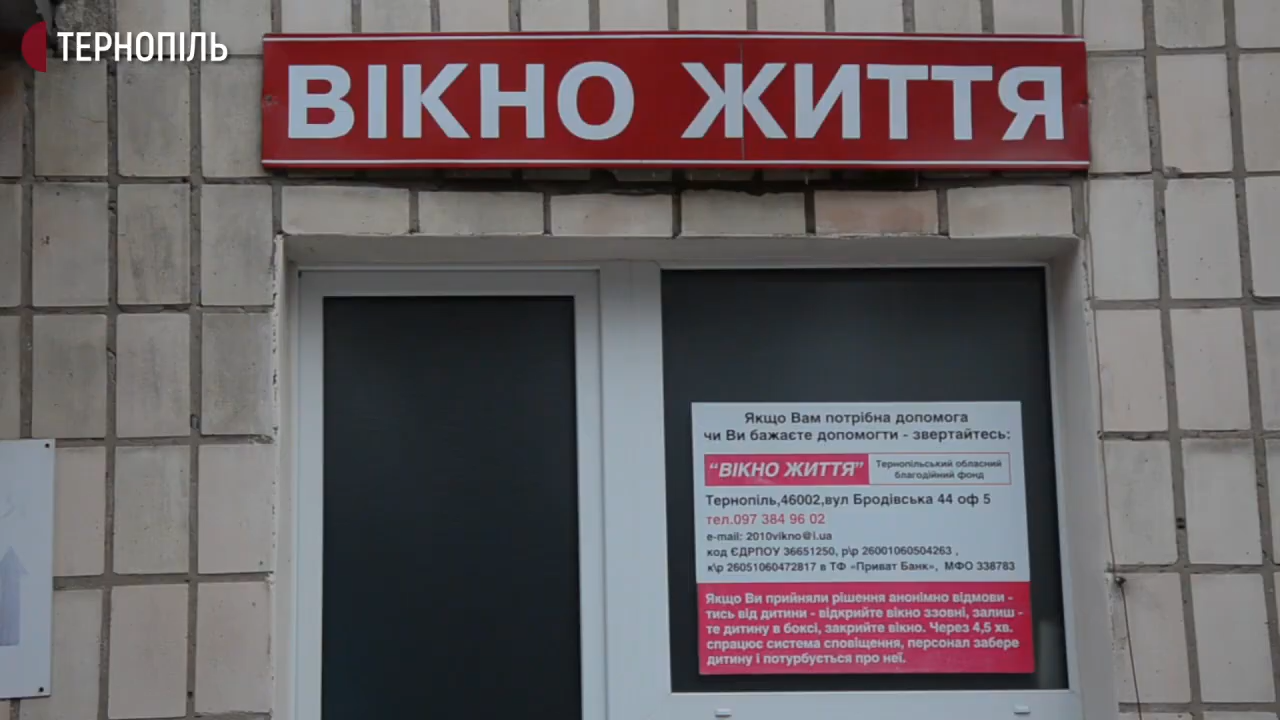 ТЕРНОПІЛЬ
ВІКНО ЖИТТЯ
Якщо Вам потрібна допомога
чи Ви бажаєте допомогти - звертайтесь:
“ВІКНО ЖИТТЯ”
Тернопільський обласний
благодійний фонд
Тернопіль,46002,вул Бродівська 44 оф 5
тел.097 384 96 02
e-mail: 2010vikno@i.ua
код ЄДРПОУ 36651250, р\р 26001060504263 ,
к\р 26051060472817 в ТФ «Приват Банк», МФО 338783
Якщо Ви прийняли рішення анонімно відмови -
тись від дитини - відкрийте вікно ззовні, залиш -
те дитину в боксі, закрийте вікно. Через 4,5 хв.
спрацює система сповіщення, персонал забере
дитину і потурбується про неї.